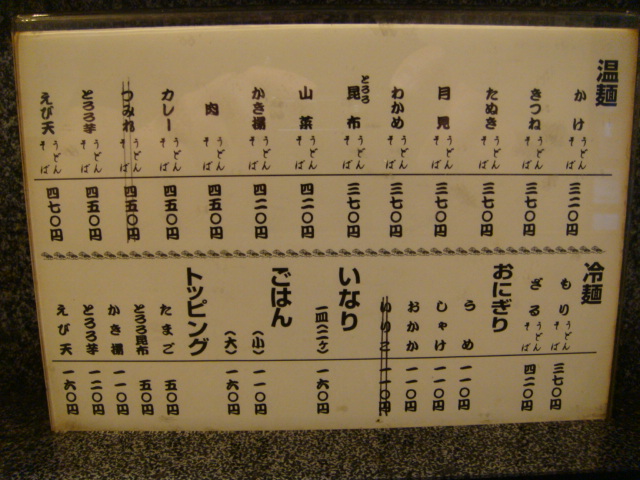 温麺
かけ うどん そば 三二〇円
きつね うどん そば 三七〇円
たぬき うどん そば 三七〇円
月見 うどん そば 三七〇円
わかめ うどん そば 三七〇円
とろろ昆布 うどん そば 三七〇円
山菜 うどん そば 四二〇円
かき揚 うどん そば 四二〇円
肉 うどん そば 四五〇円
カレー うどん そば 四五〇円
つみれ うどん そば 四五〇円
とろろ芋 うどん そば 四五〇円
えび天 うどん そば 四七〇円
冷麺
もり うどん そば 三七〇円
ざる うどん そば 四二〇円
おにぎり
うめ 一一〇円
しゃけ 一一〇円
おかか 一一〇円
いりこ 一一〇円
いなり
一皿(二ヶ) 一六〇円
ごはん
(小) 一一〇円
(大) 一六〇円
トッピング
たまご 五〇円
とろろ昆布 五〇円
かき揚 一一〇円
とろろ芋 一二〇円
えび天 一六〇円